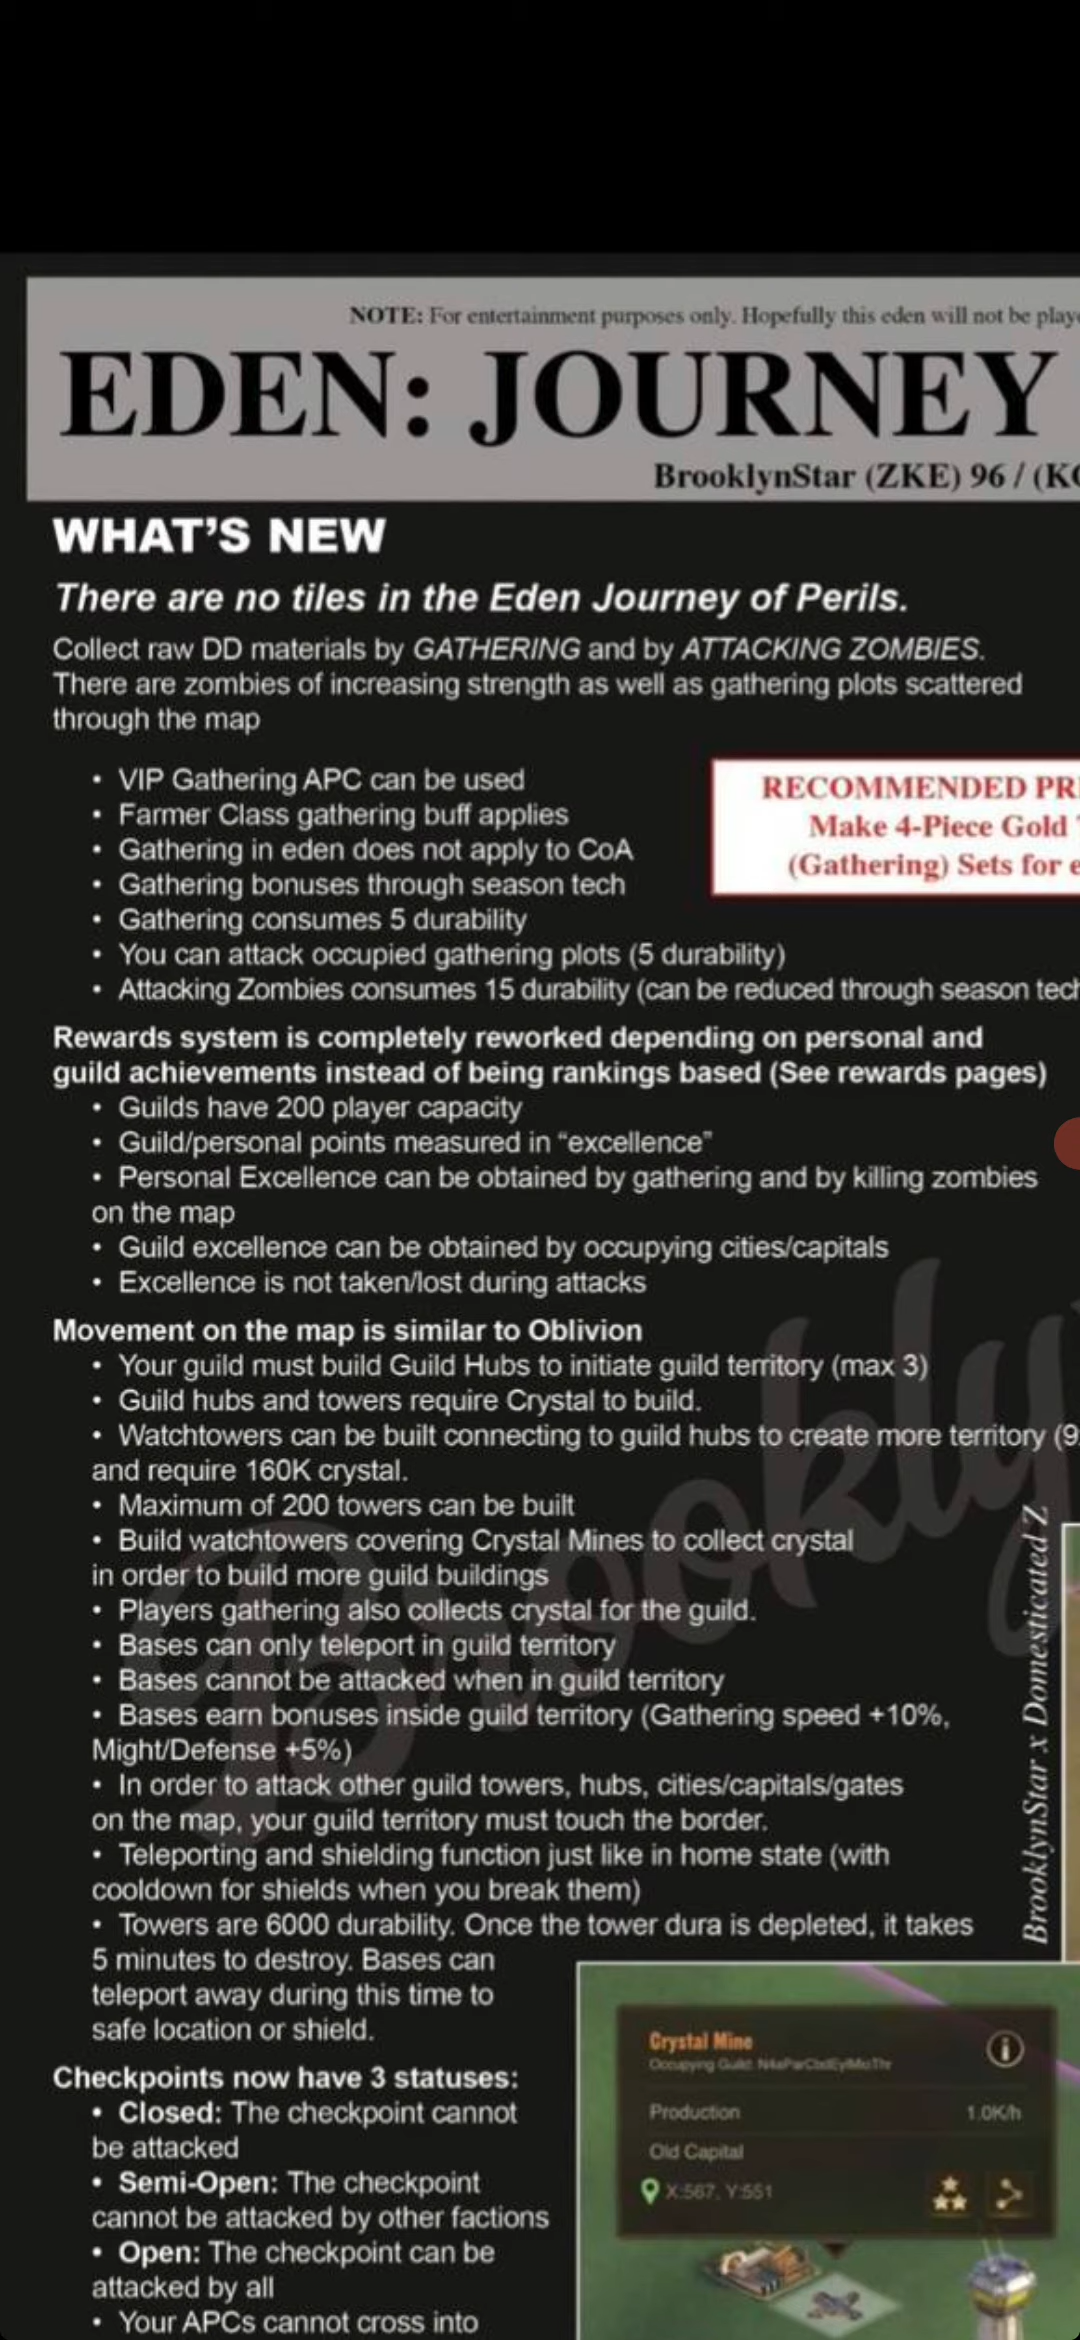 NOTE: For entertainment purposes only. Hopefully this eden will not be
EDEN: JOURNEY
BrooklynStar (ZKE) 96 /
WHAT'S NEW
There are no tiles in the Eden Journey of Perils.
Collect raw DD materials by GATHERING and by ATTACKING ZOMBIES.
There are zombies of increasing strength as well as gathering plots scattered
through the map
• VIP Gathering APC can be used
• Farmer Class gathering buff applies
• Gathering in eden does not apply to CoA
• Gathering bonuses through season tech
• Gathering consumes 5 durability
• You can attack occupied gathering plots (5 durability)
• Attacking Zombies consumes 15 durability (can be reduced through season tech
RECOMMENDED
Make 4-Piece Gold
(Gathering) Sets for
Rewards system is completely reworked depending on personal and
guild achievements instead of being rankings based (See rewards pages)
• Guilds have 200 player capacity
• Guild/personal points measured in “excellence”
• Personal Excellence can be obtained by gathering and by killing zombies
on the map
• Guild excellence can be obtained by occupying cities/capitals
• Excellence is not taken/lost during attacks
Movement on the map is similar to Oblivion
• Your guild must build Guild Hubs to initiate guild territory (max 3)
• Guild hubs and towers require Crystal to build.
• Watchtowers can be built connecting to guild hubs to create more territory
and require 160K crystal.
• Maximum of 200 towers can be built
• Build watchtowers covering Crystal Mines to collect crystal
in order to build more guild buildings
• Players gathering also collects crystal for the guild.
• Bases can only teleport in guild territory
• Bases cannot be attacked when in guild territory
• Bases earn bonuses inside guild territory (Gathering speed +10%,
Might/Defense +5%)
• In order to attack other guild towers, hubs, cities/capitals/gates
on the map, your guild territory must touch the border.
• Teleporting and shielding function just like in home state (with
cooldown for shields when you break them)
• Towers are 6000 durability. Once the tower dura is depleted, it takes
5 minutes to destroy. Bases can
teleport away during this time to
safe location or shield.
BrooklynStar x Domesticated Z
Checkpoints now have 3 statuses:
• Closed: The checkpoint cannot
be attacked
• Semi-Open: The checkpoint
cannot be attacked by other factions
• Open: The checkpoint can be
attacked by all
• Your APCs cannot cross into
Crystal Mine
Occupying Guild:
Production 1.0K/h
Old Capital
X:567, Y:551
Brookly